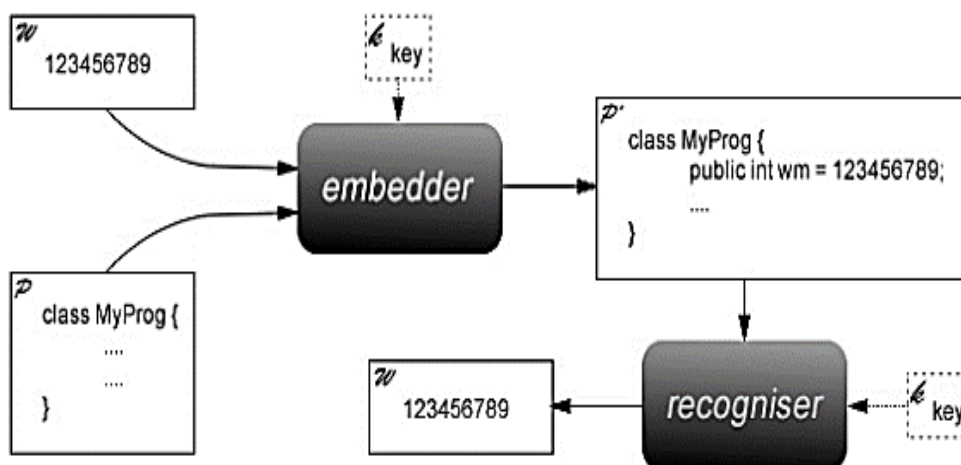 𝒲
123456789
𝓀
key
embedder
𝒫'
class MyProg {
public int wm = 123456789;
....
}
𝒫
class MyProg {
....
....
}
𝒲
123456789
recogniser
𝓀
key